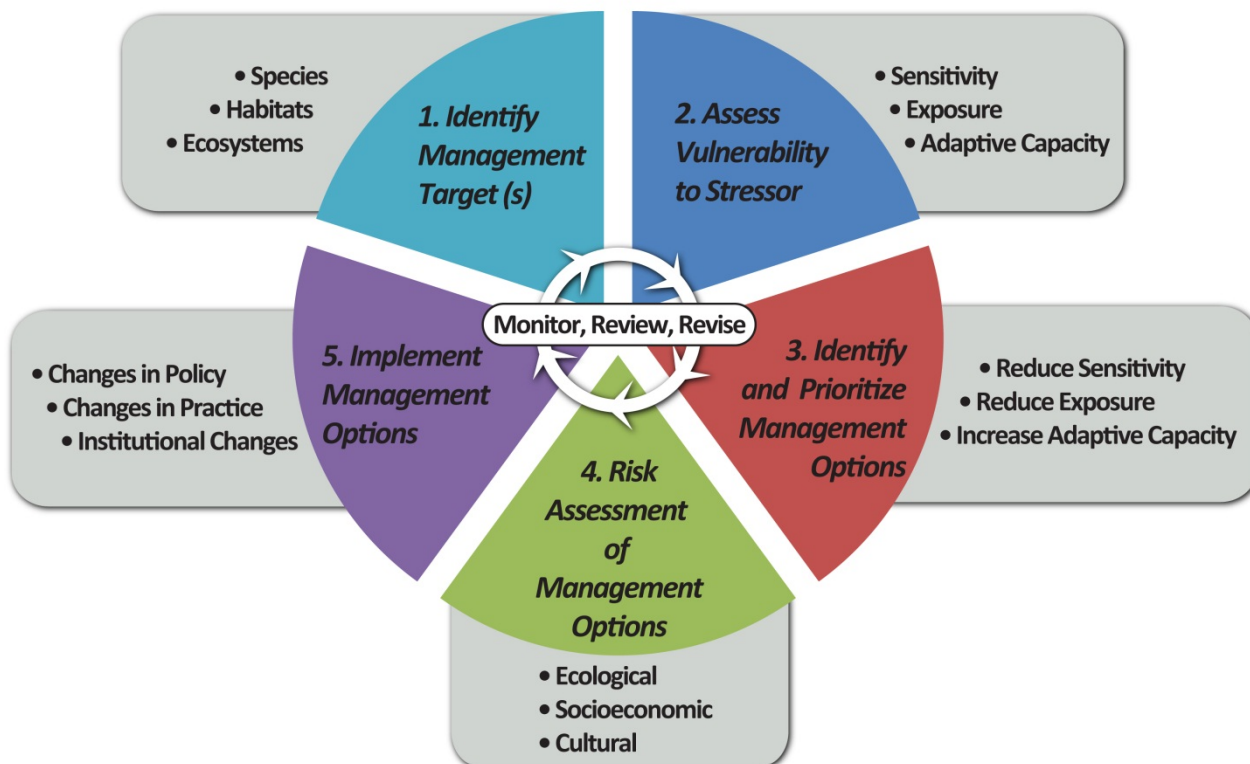 • Species
• Habitats
• Ecosystems
1. Identify
Management
Target (s)
2. Assess
Vulnerability
to Stressor
• Sensitivity
• Exposure
• Adaptive Capacity
Monitor, Review, Revise
3. Identify
and Prioritize
Management
Options
• Reduce Sensitivity
• Reduce Exposure
• Increase Adaptive Capacity
4. Risk
Assessment
of
Management
Options
• Ecological
• Socioeconomic
• Cultural
5. Implement
Management
Options
• Changes in Policy
• Changes in Practice
• Institutional Changes